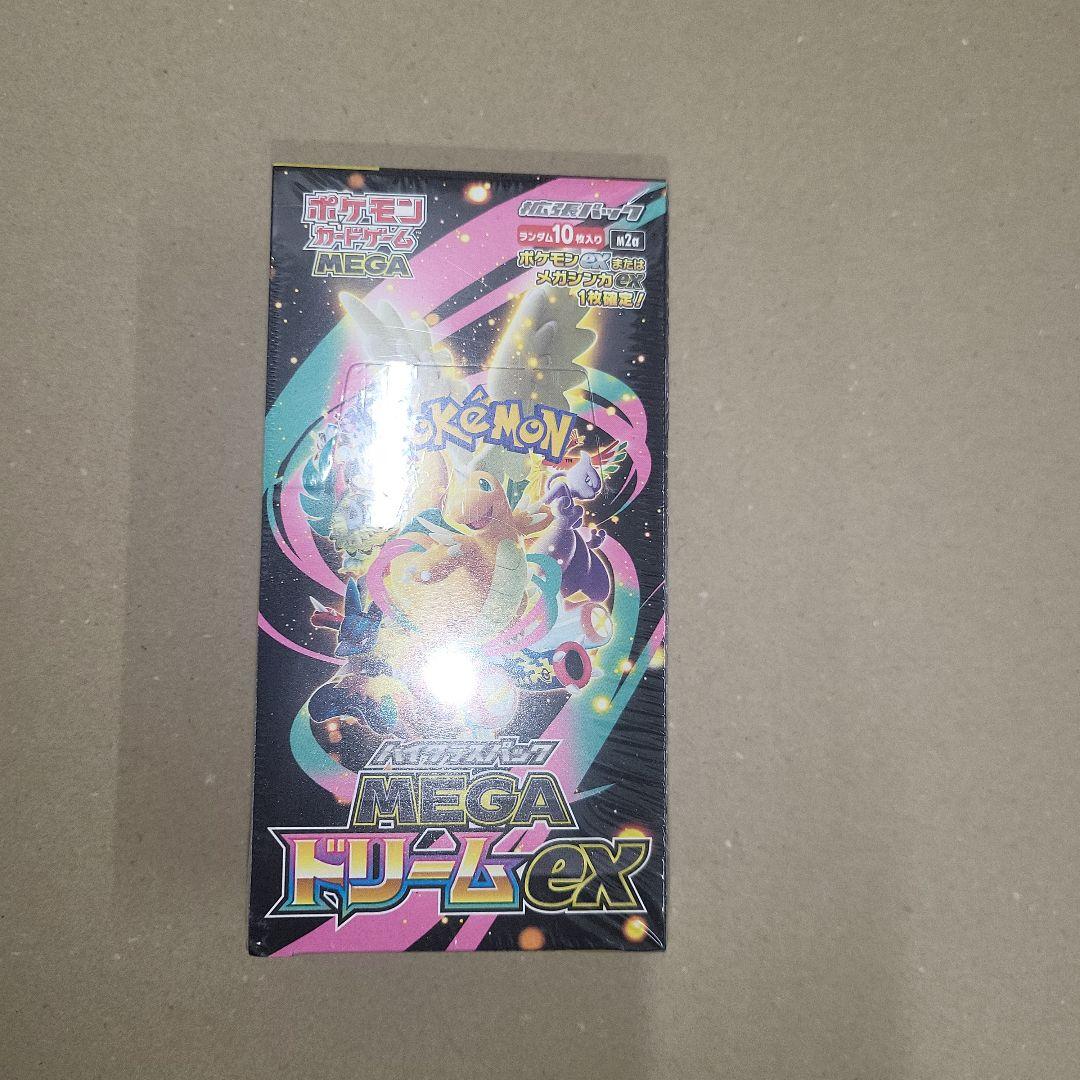 ポケモン
カードゲーム
MEGA
拡張パック
ランダム10枚入り M2a
ポケモンexまたは
メガシンカex
1枚確定!
POKéMON
TM
ハイクラスパック
MEGA
ドリームex